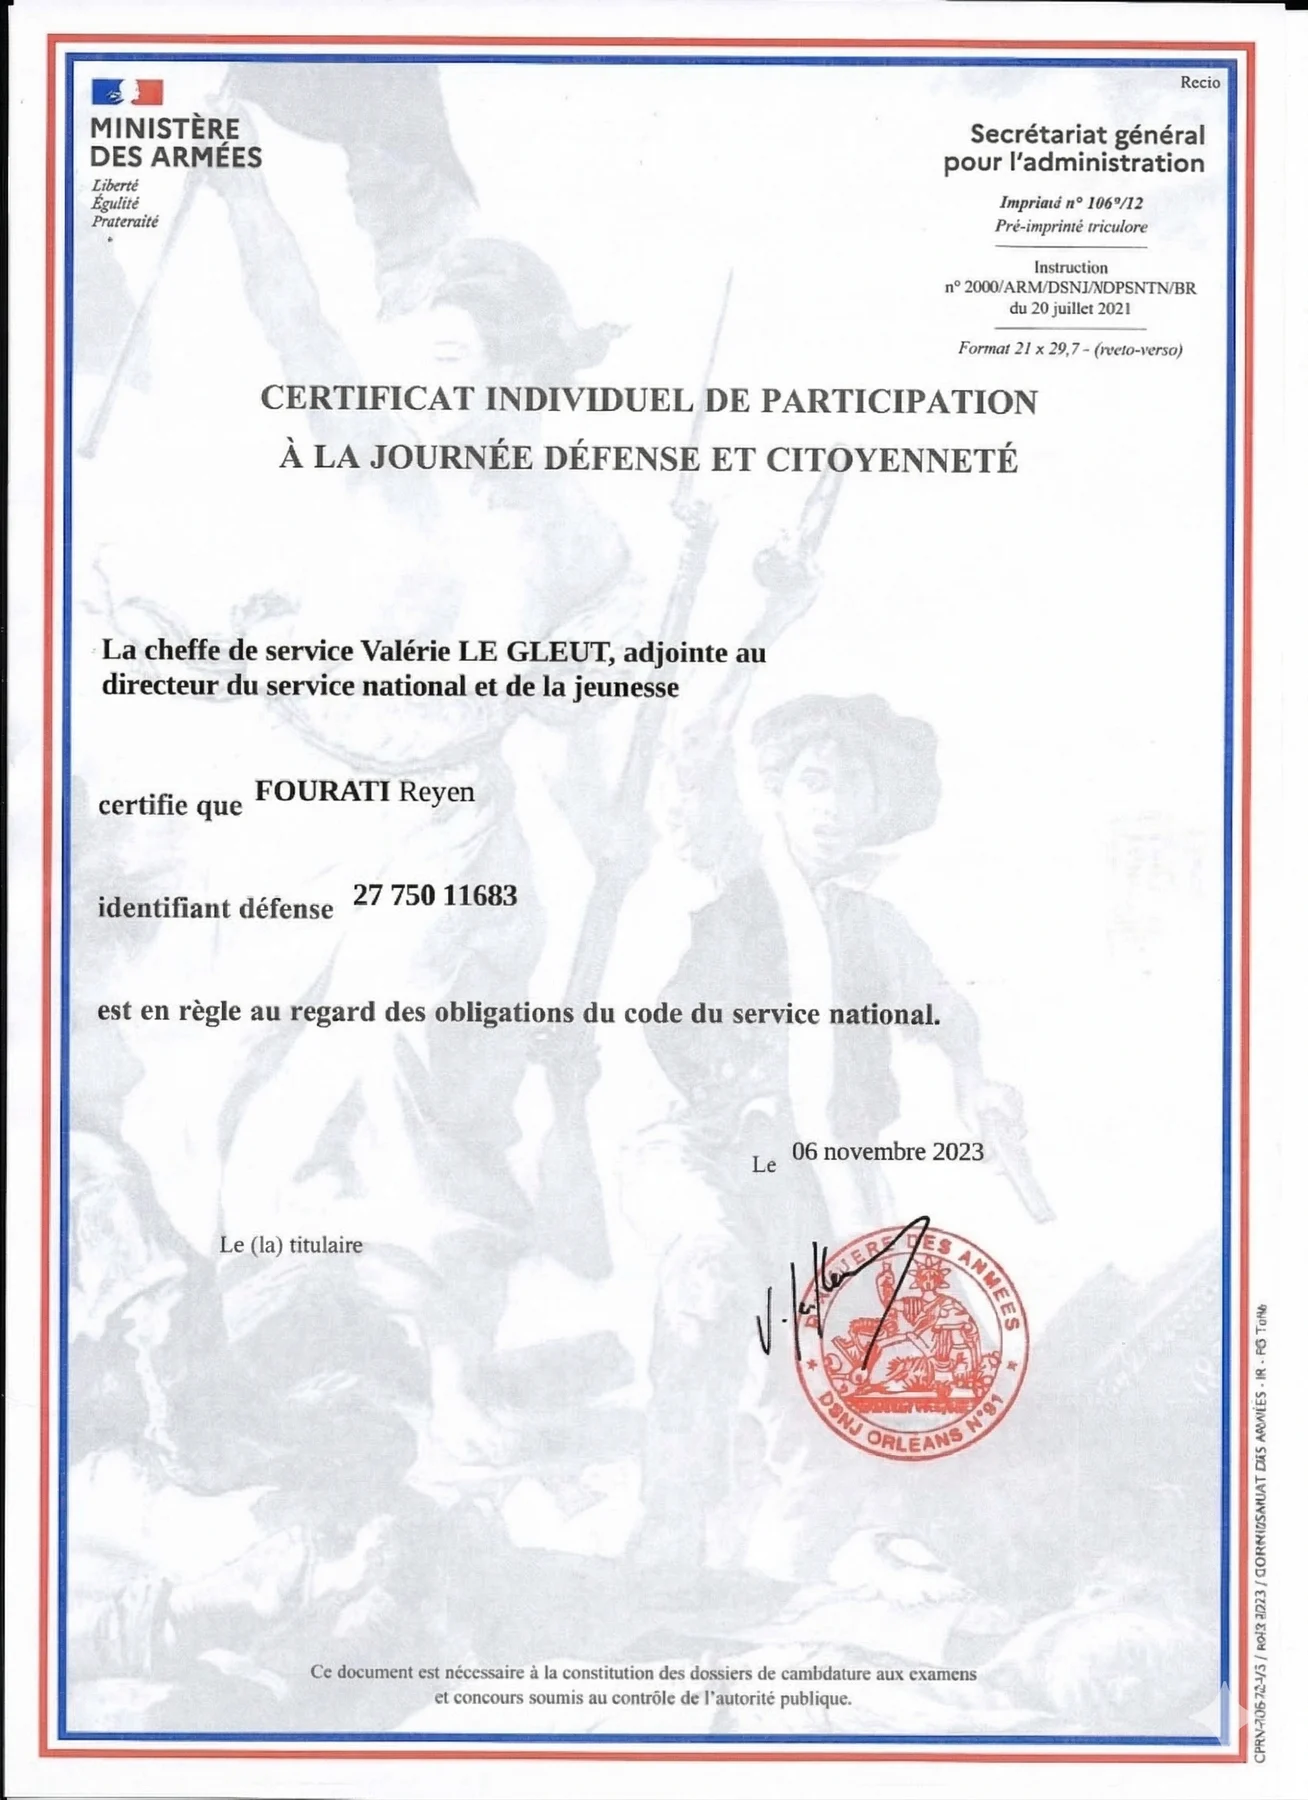 Recio
MINISTÈRE
DES ARMÉES
Liberté
Égulité
Prateraité
Secrétariat général
pour l'administration
Impriatá n° 106⁹/12
Pré-imprinté triculore
Instruction
n° 2000/ARM/DSNJ/NDPSNTN/BR
du 20 juillet 2021
Format 21 x 29,7 - (rveto-verso)
CERTIFICAT INDIVIDUEL DE PARTICIPATION
À LA JOURNÉE DÉFENSE ET CITOYENNETÉ
La cheffe de service Valérie LE GLEUT, adjointe au
directeur du service national et de la jeunesse
certifie que FOURATI Reyen
identifiant défense 27 750 11683
est en règle au regard des obligations du code du service national.
Le 06 novembre 2023
Le (la) titulaire
DES ANMÉES
DSNJ ORLÉANS N°91
Ce document est nécessaire à la constitution des dossiers de cambdature aux examens
et concours soumis au contrôle de l'autorité publique.